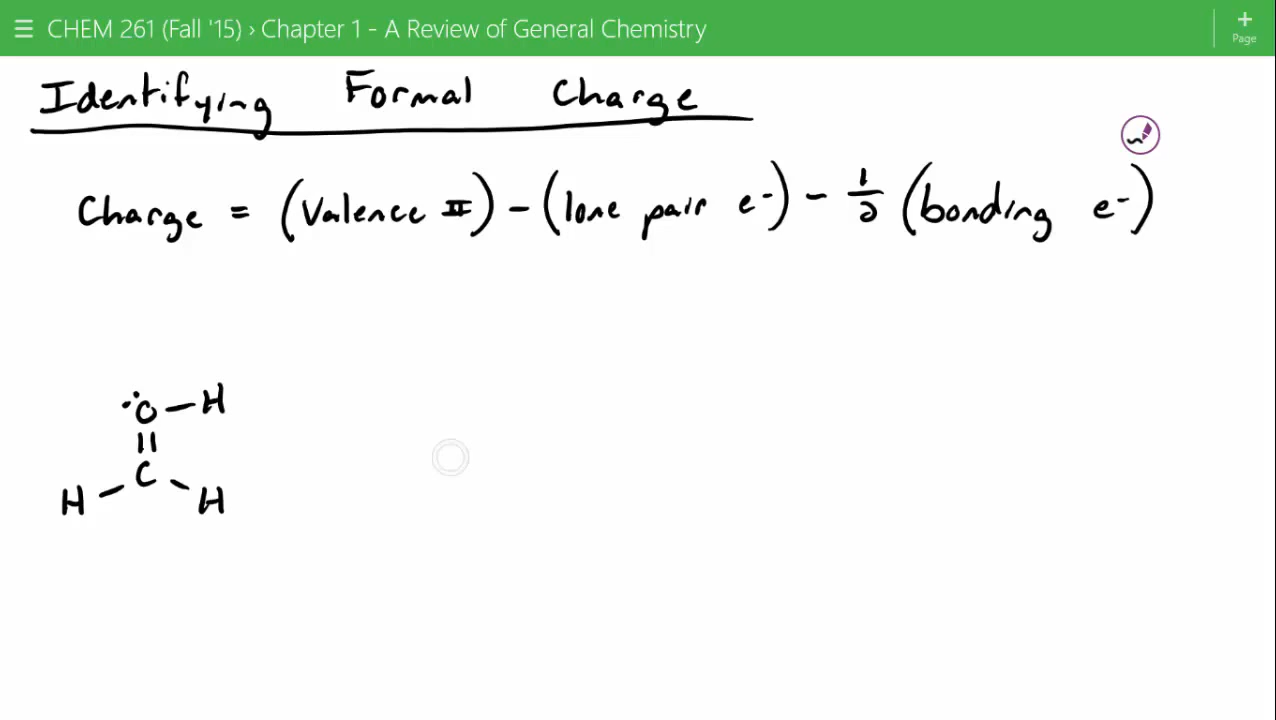 CHEM 261 (Fall '15) › Chapter 1 - A Review of General Chemistry
+
Page
Identifying Formal Charge
Charge = (Valence #) - (lone pair e⁻) - 1/2 (bonding e⁻)
:O-H
||
C
H H